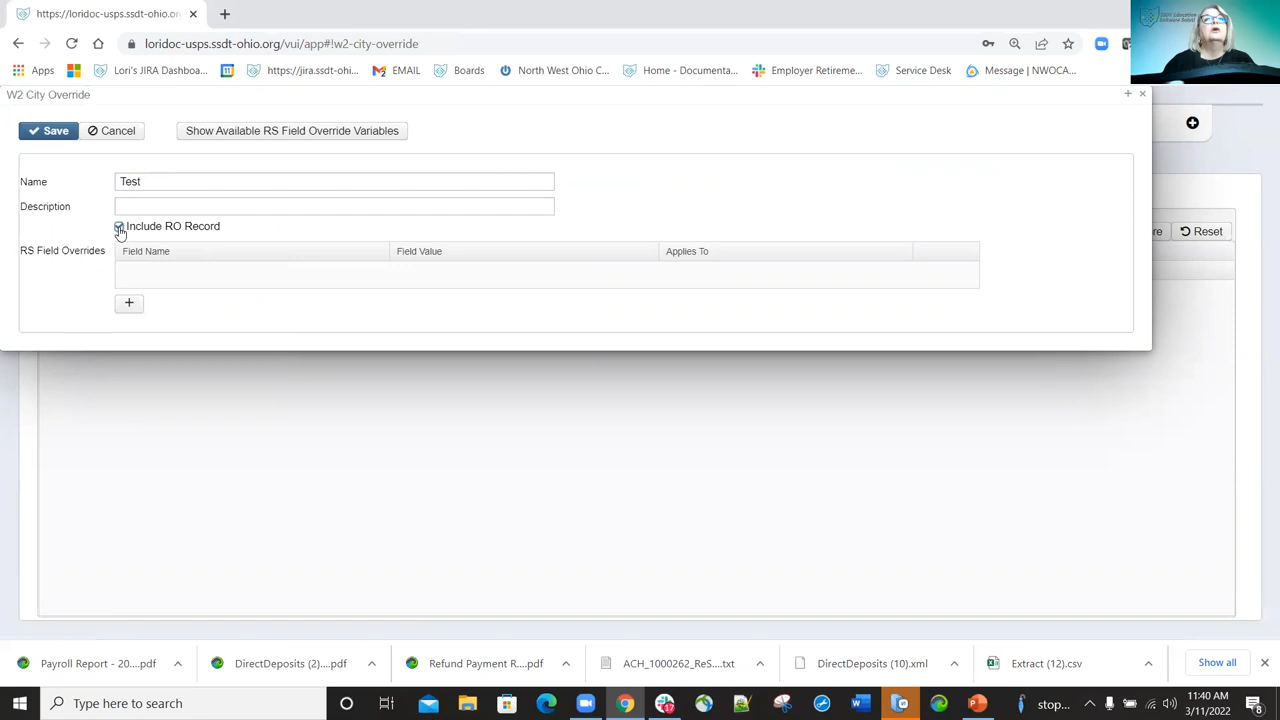 https://loridoc-usps.ssdt-ohio.org
loridoc-usps.ssdt-ohio.org/vui/app#!w2-city-override
Apps
Lori's JIRA Dashboa...
https://jira.ssdt-ohi...
EMAIL
Boards
North West Ohio C...
Home - Documenta...
Employer Retireme...
Service Desk
Message | NWOCA...
W2 City Override
Save
Cancel
Show Available RS Field Override Variables
Name
Test
Description
Include RO Record
Reset
RS Field Overrides
Field Name
Field Value
Applies To
+
Payroll Report - 20....pdf
DirectDeposits (2)....pdf
Refund Payment R....pdf
ACH_1000262_ReS....txt
DirectDeposits (10).xml
Extract (12).csv
Show all
Type here to search
17
stop...
11:40 AM
3/11/2022
8